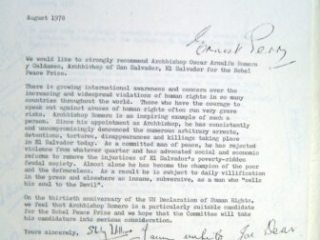 August 1978
Ernest Perry
We would like to strongly recommend Archbishop Oscar Arnulfo Romero
y Galdamez, Archbishop of San Salvador, El Salvador for the Nobel
Peace Prize.
There is growing international awareness and concern over the
increasing and widespread violations of human rights in so many
countries throughout the world. Those who have the courage to
speak out against abuses of human rights often run very grave
risks. Archbishop Romero is an inspiring example of such a
person. Since his appointment as Archbishop, he has consistently
and uncompromisingly denounced the numerous arbitrary arrests,
detentions, tortures, disappearances and killings taking place
in El Salvador today. As a committed man of peace, he has rejected
violence from whatever quarter and has advocated social and economic
reforms to remove the injustices of El Salvador's poverty-ridden
feudal society. Almost alone he has become the champion of the poor
and the defenceless. As a result he is subject to daily villification
in the press and elsewhere as insane, subversive, as a man who "sells
his soul to the Devil".
On the thirtieth anniversary of the UN Declaration of Human Rights,
we feel that Archbishop Romero is a particularly suitable candidate
for the Nobel Peace Prize and we hope that the Committee will take
his candidature into serious consideration.
Yours sincerely,